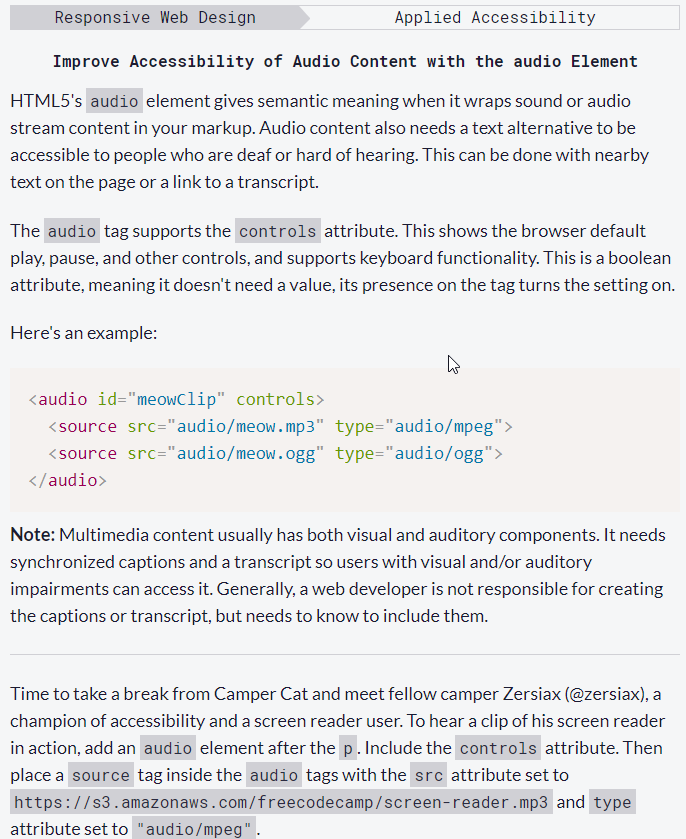 Responsive Web Design
Applied Accessibility
Improve Accessibility of Audio Content with the audio Element
HTML5's audio element gives semantic meaning when it wraps sound or audio
stream content in your markup. Audio content also needs a text alternative to be
accessible to people who are deaf or hard of hearing. This can be done with nearby
text on the page or a link to a transcript.
The audio tag supports the controls attribute. This shows the browser default
play, pause, and other controls, and supports keyboard functionality. This is a boolean
attribute, meaning it doesn't need a value, its presence on the tag turns the setting on.
Here's an example:
<audio id="meowClip" controls>
  <source src="audio/meow.mp3" type="audio/mpeg">
  <source src="audio/meow.ogg" type="audio/ogg">
</audio>
Note: Multimedia content usually has both visual and auditory components. It needs
synchronized captions and a transcript so users with visual and/or auditory
impairments can access it. Generally, a web developer is not responsible for creating
the captions or transcript, but needs to know to include them.
Time to take a break from Camper Cat and meet fellow camper Zersiax (@zersiax), a
champion of accessibility and a screen reader user. To hear a clip of his screen reader
in action, add an audio element after the p. Include the controls attribute. Then
place a source tag inside the audio tags with the src attribute set to
https://s3.amazonaws.com/freecodecamp/screen-reader.mp3 and type
attribute set to "audio/mpeg".